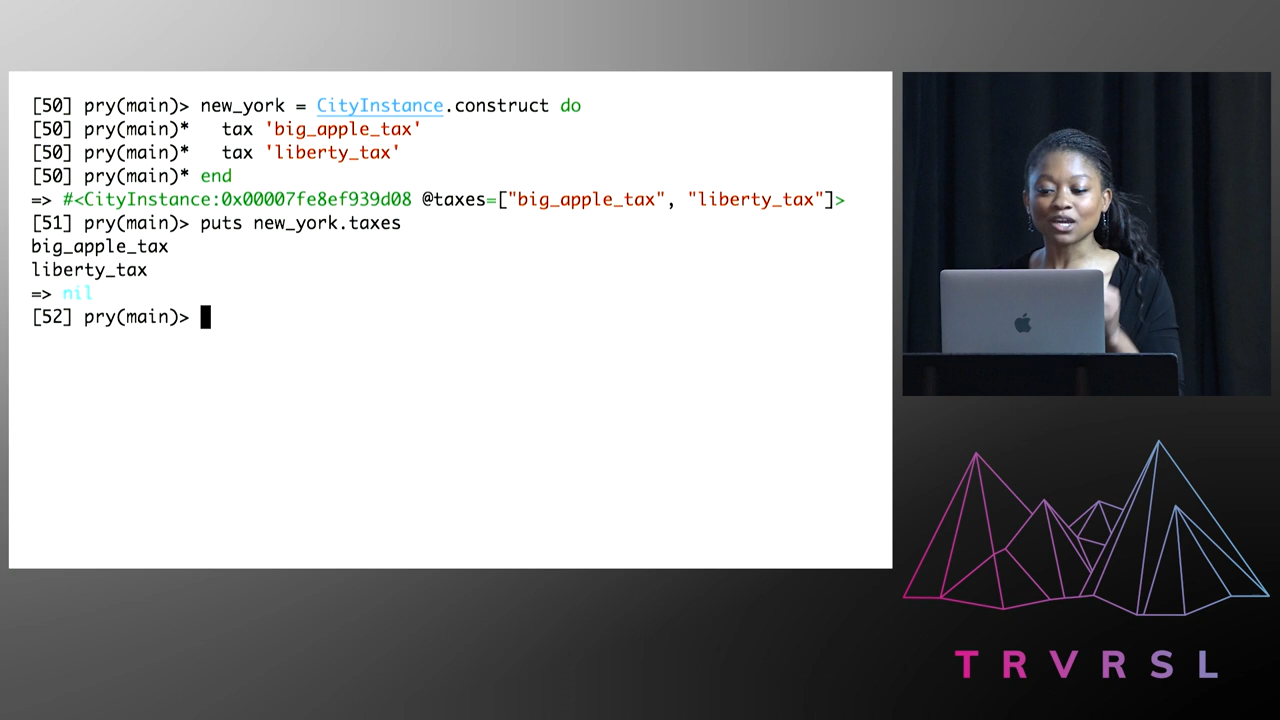 [50] pry(main)> new_york = CityInstance.construct do
[50] pry(main)*   tax 'big_apple_tax'
[50] pry(main)*   tax 'liberty_tax'
[50] pry(main)* end
=> #<CityInstance:0x00007fe8ef939d08 @taxes=["big_apple_tax", "liberty_tax"]>
[51] pry(main)> puts new_york.taxes
big_apple_tax
liberty_tax
=> nil
[52] pry(main)>
TRVRSL